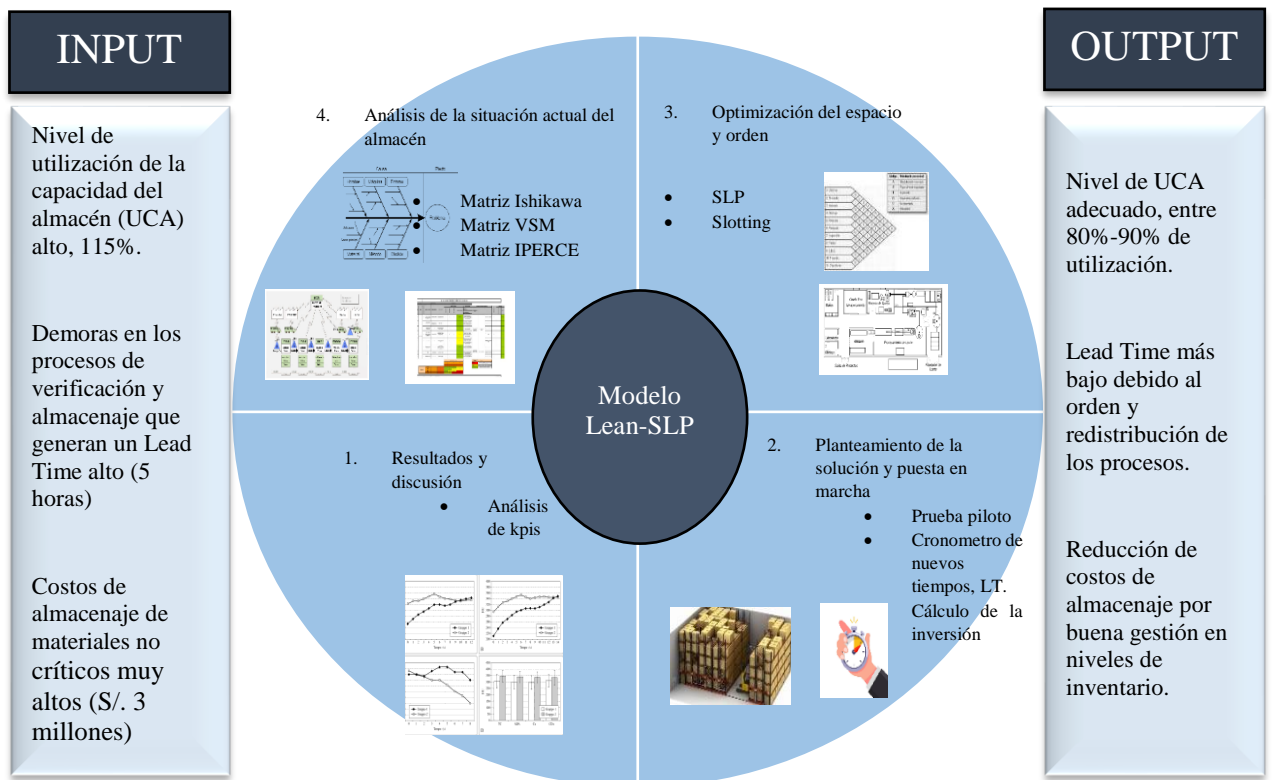 INPUT
Nivel de
utilización de la
capacidad del
almacén (UCA)
alto, 115%.
Demoras en los
procesos de
verificación y
almacenaje que
generan un Lead
Time alto (5
horas)
Costos de
almacenaje de
materiales no
críticos muy
altos (S/. 3
millones)
4. Análisis de la situación actual del
almacén
● Matriz Ishikawa
● Matriz VSM
● Matriz IPERCE
3. Optimización del espacio
y orden
● SLP
● Slotting
Modelo
Lean-SLP
1. Resultados y
discusión
● Análisis
de kpis
2. Planteamiento de la
solución y puesta en
marcha
● Prueba piloto
● Cronometro de
nuevos
tiempos, LT.
Cálculo de la
inversión
OUTPUT
Nivel de UCA
adecuado, entre
80%-90% de
utilización.
Lead Time más
bajo debido al
orden y
redistribución de
los procesos.
Reducción de
costos de
almacenaje por
buena gestión en
niveles de
inventario.